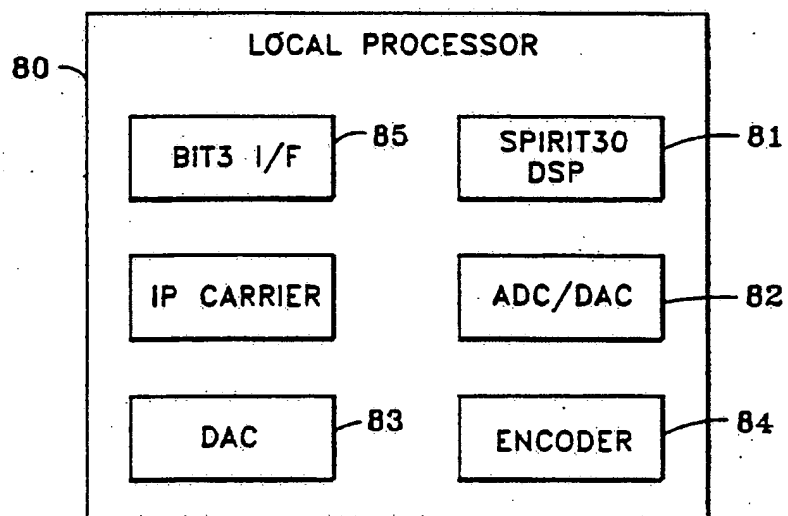 LOCAL PROCESSOR
80
BIT3 I/F
85
SPIRIT30
DSP
81
IP CARRIER
ADC/DAC
82
DAC
83
ENCODER
84